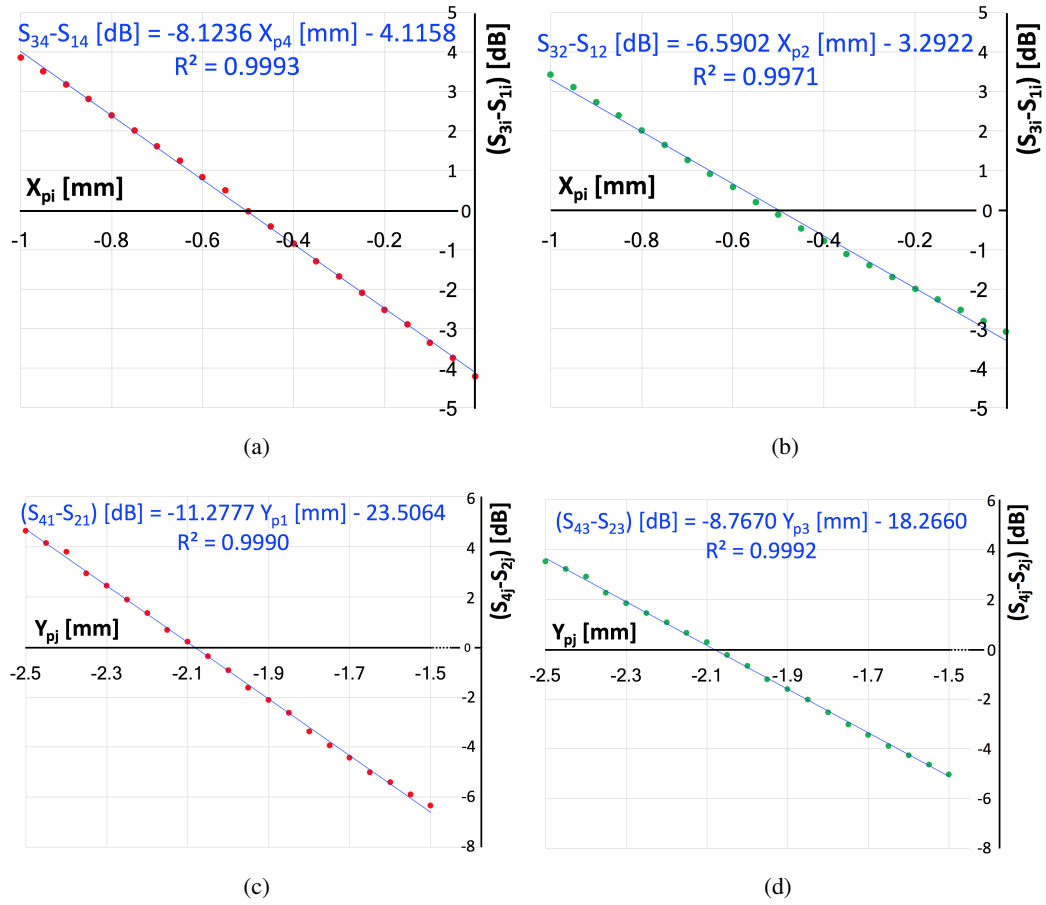 S34-S14 [dB] = -8.1236 Xp4 [mm] - 4.1158
R² = 0.9993
(S3i-S1i) [dB]
Xpi [mm]
5
4
3
2
1
0
-1
-2
-3
-4
-5
-1 -0.8 -0.6 -0.4 -0.2
(a)
S32-S12 [dB] = -6.5902 Xp2 [mm] - 3.2922
R² = 0.9971
(S3i-S1i) [dB]
Xpi [mm]
5
4
3
2
1
0
-1
-2
-3
-4
-5
-1 -0.8 -0.6 -0.4 -0.2
(b)
(S41-S21) [dB] = -11.2777 Yp1 [mm] - 23.5064
R² = 0.9990
(S4j-S2j) [dB]
Ypj [mm]
6
4
2
0
-2
-4
-6
-8
-2.5 -2.3 -2.1 -1.9 -1.7 -1.5
(c)
(S43-S23) [dB] = -8.7670 Yp3 [mm] - 18.2660
R² = 0.9992
(S4j-S2j) [dB]
Ypj [mm]
6
4
2
0
-2
-4
-6
-8
-2.5 -2.3 -2.1 -1.9 -1.7 -1.5
(d)